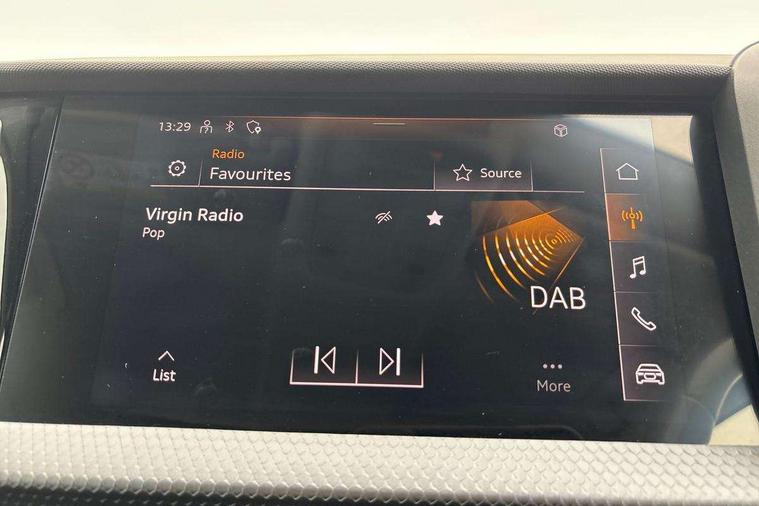 13:29
Radio
Favourites
Source
Virgin Radio
Pop
DAB
List
More